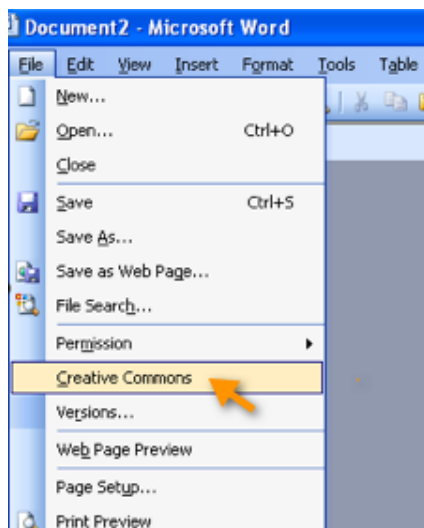 Document2 - Microsoft Word
File Edit View Insert Format Tools Table
New...
Open... Ctrl+O
Close
Save Ctrl+S
Save As...
Save as Web Page...
File Search...
Permission
Creative Commons
Versions...
Web Page Preview
Page Setup...
Print Preview